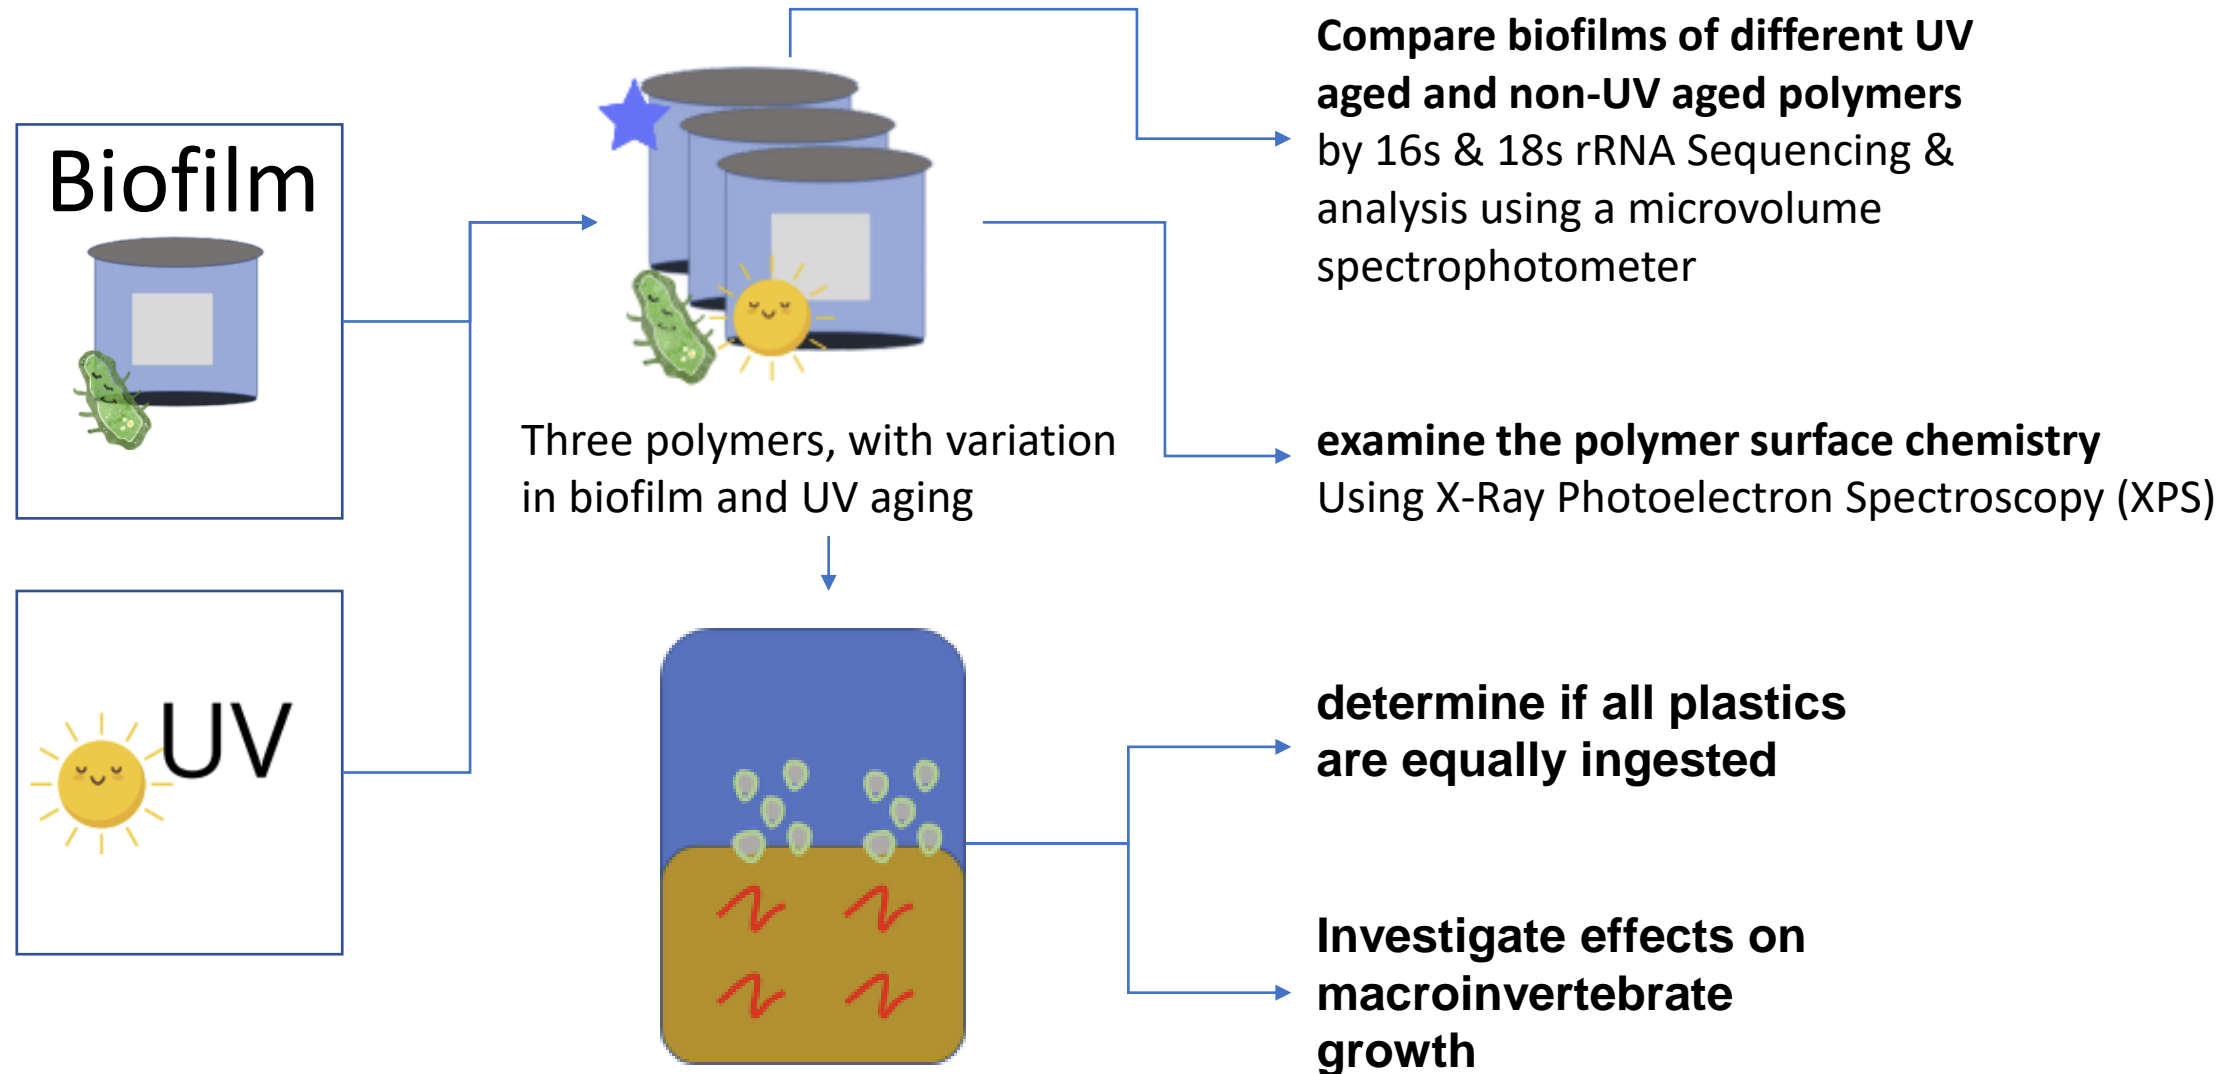 Biofilm
UV
Three polymers, with variation
in biofilm and UV aging
Compare biofilms of different UV
aged and non-UV aged polymers
by 16s & 18s rRNA Sequencing &
analysis using a microvolume
spectrophotometer
examine the polymer surface chemistry
Using X-Ray Photoelectron Spectroscopy (XPS)
determine if all plastics
are equally ingested
Investigate effects on
macroinvertebrate
growth